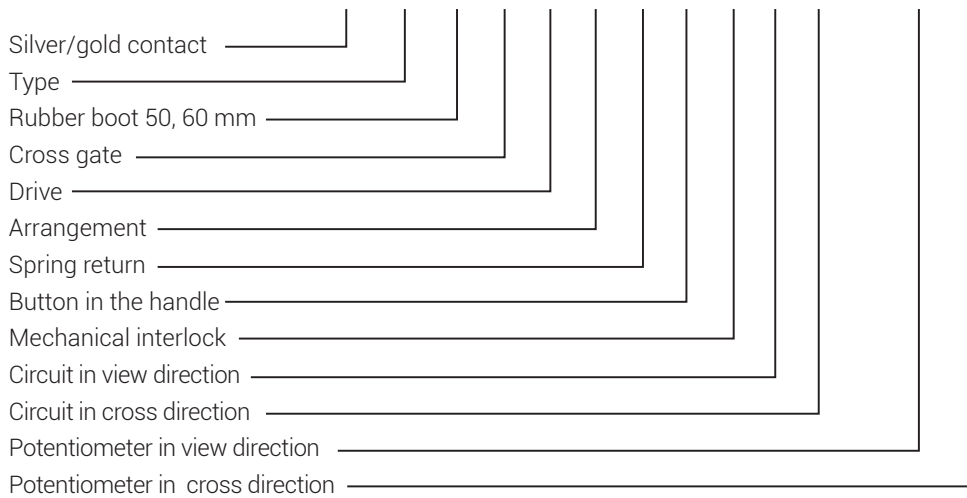 Silver/gold contact
Type
Rubber boot 50, 60 mm
Cross gate
Drive
Arrangement
Spring return
Button in the handle
Mechanical interlock
Circuit in view direction
Circuit in cross direction
Potentiometer in view direction
Potentiometer in cross direction